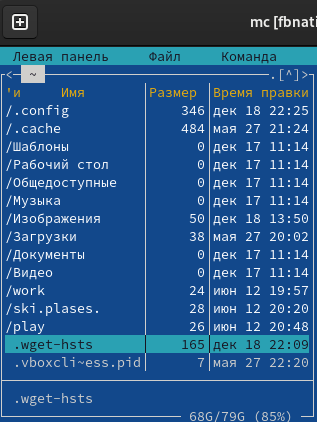 mc [fbnati
Левая панель Файл Команда
<─ ~ .[^]>
'и Имя Размер Время правки
/.config 346 дек 18 22:25
/.cache 484 мая 27 21:24
/Шаблоны 0 дек 17 11:14
/Рабочий стол 0 дек 17 11:14
/Общедоступные 0 дек 17 11:14
/Музыка 0 дек 17 11:14
/Изображения 50 дек 18 13:50
/Загрузки 38 мая 27 20:02
/Документы 0 дек 17 11:14
/Видео 0 дек 17 11:14
/work 24 июн 12 19:57
/ski.plases. 28 июн 12 20:20
/play 26 июн 12 20:48
.wget-hsts 165 дек 18 22:09
.vboxcli~ess.pid 7 мая 27 22:20
.wget-hsts
68G/79G (85%)